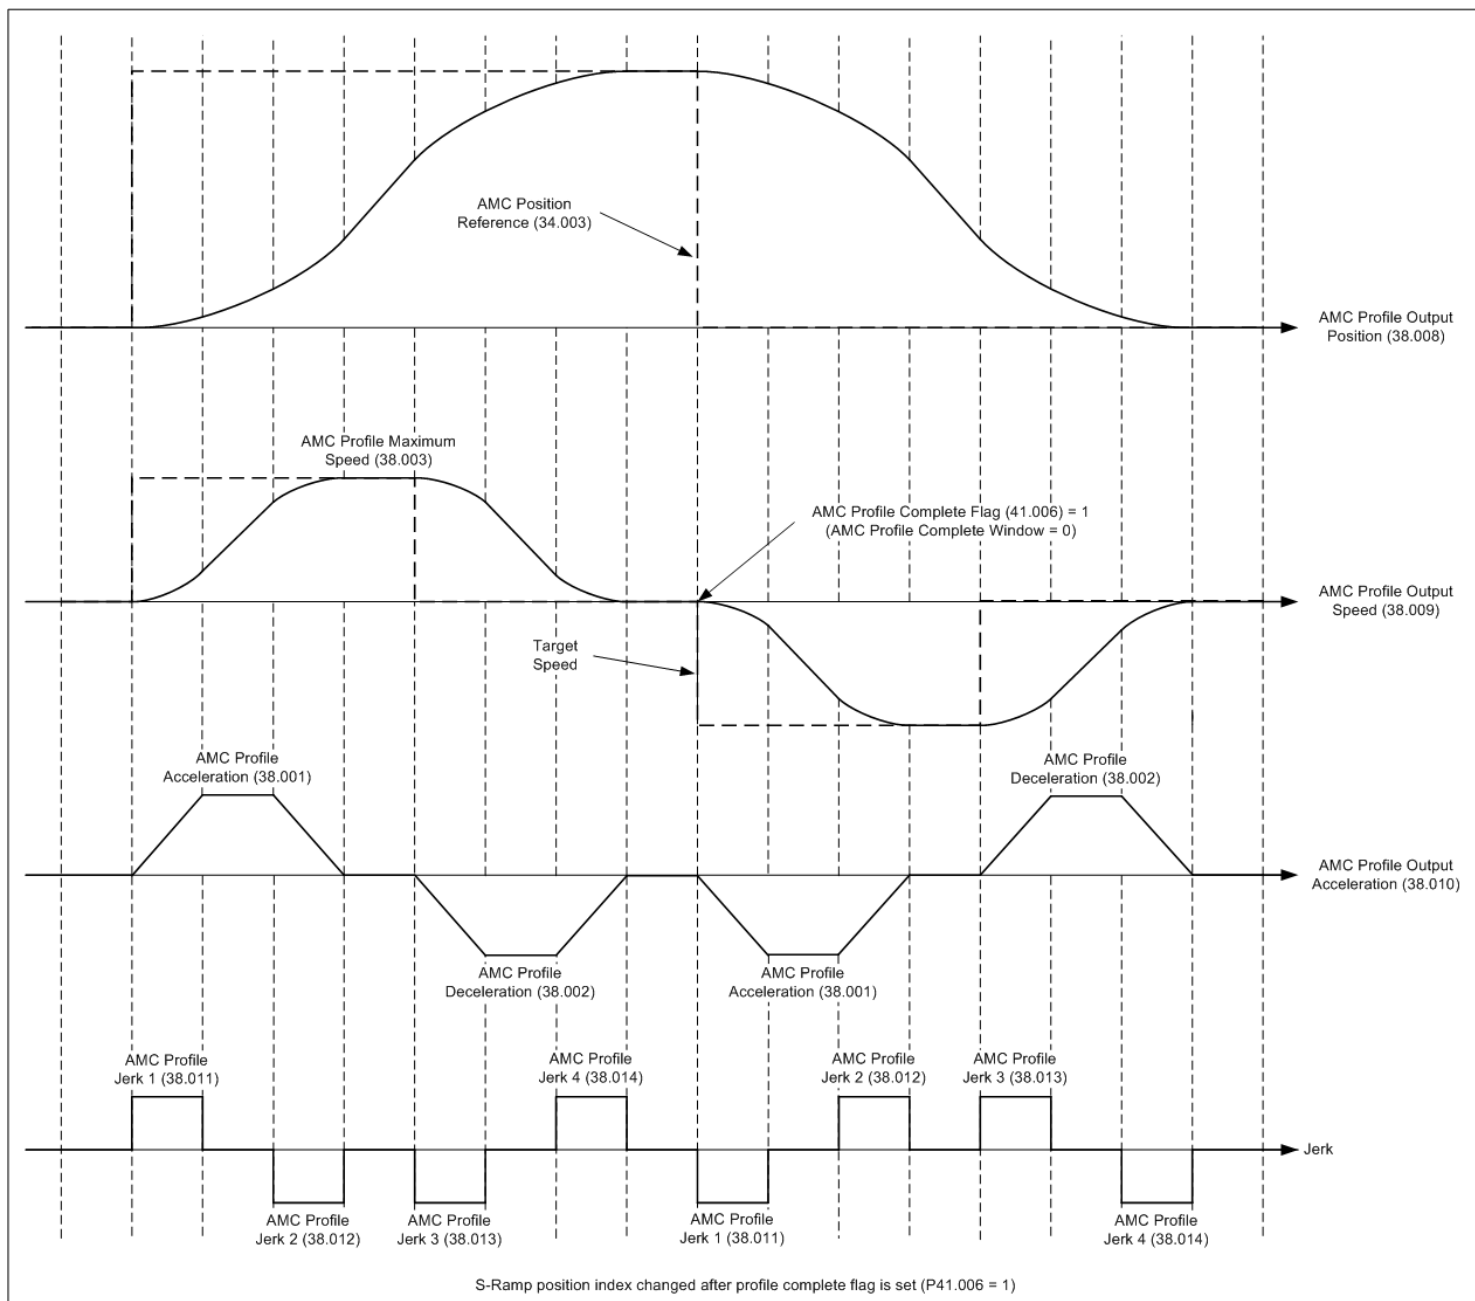 AMC Position
Reference (34.003)
AMC Profile Output
Position (38.008)
AMC Profile Maximum
Speed (38.003)
AMC Profile Complete Flag (41.006) = 1
(AMC Profile Complete Window = 0)
AMC Profile Output
Speed (38.009)
Target
Speed
AMC Profile
Acceleration (38.001)
AMC Profile
Deceleration (38.002)
AMC Profile Output
Acceleration (38.010)
AMC Profile
Deceleration (38.002)
AMC Profile
Acceleration (38.001)
AMC Profile
Jerk 1 (38.011)
AMC Profile
Jerk 4 (38.014)
AMC Profile
Jerk 2 (38.012)
AMC Profile
Jerk 3 (38.013)
Jerk
AMC Profile
Jerk 2 (38.012)
AMC Profile
Jerk 3 (38.013)
AMC Profile
Jerk 1 (38.011)
AMC Profile
Jerk 4 (38.014)
S-Ramp position index changed after profile complete flag is set (P41.006 = 1)